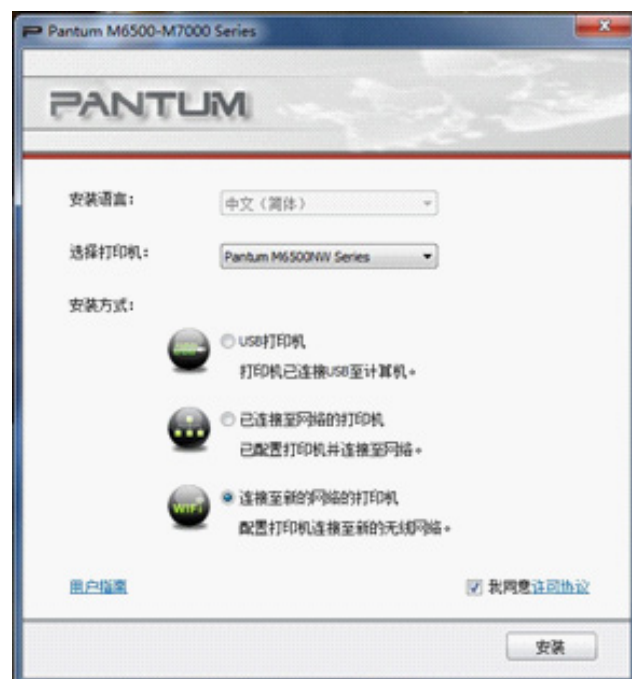 Pantum M6500-M7000 Series
PANTUM
安装语言：
中文（简体）
选择打印机：
Pantum M6500NW Series
安装方式：
USB打印机
打印机已连接USB至计算机。
已连接至网络的打印机
已配置打印机并连接至网络。
WiFi
连接至新的网络的打印机
配置打印机连接至新的无线网络。
用户指南
我同意许可协议
安装